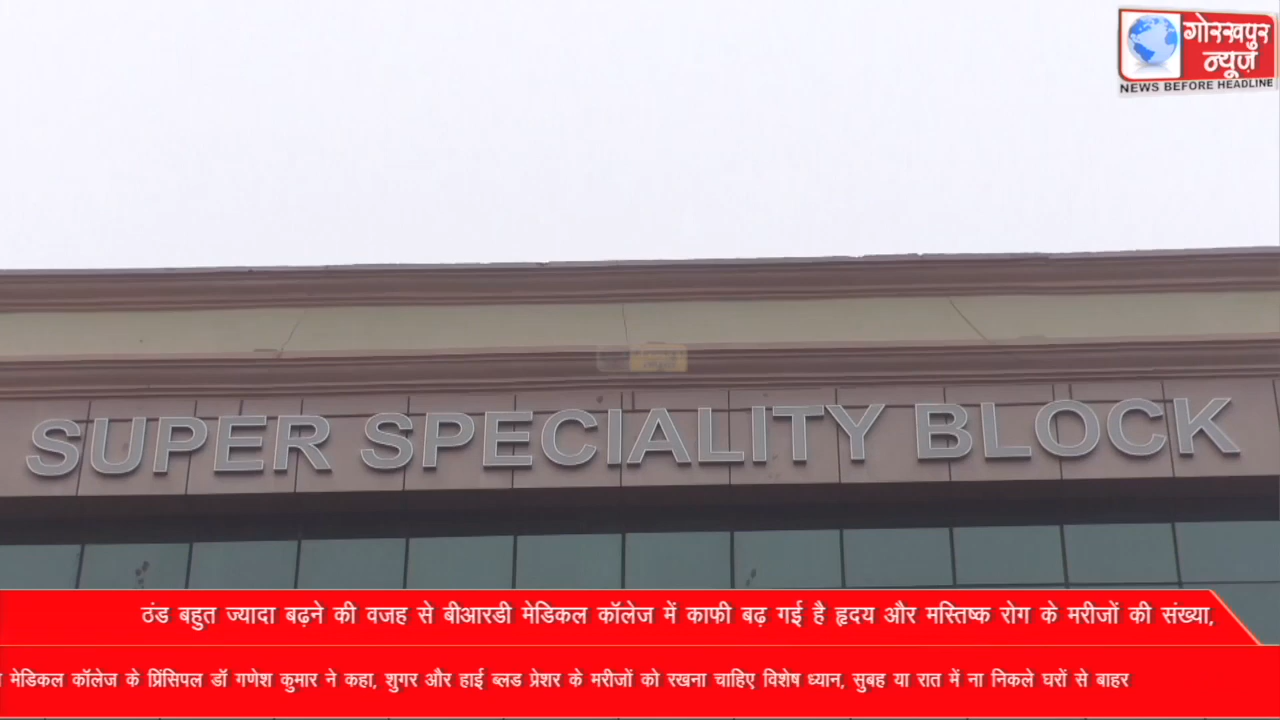 गोरखपुर
न्यूज़
NEWS BEFORE HEADLINE
SUPER SPECIALITY BLOCK
ठंड बहुत ज्यादा बढ़ने की वजह से बीआरडी मेडिकल कॉलेज में काफी बढ़ गई है हृदय और मस्तिष्क रोग के मरीजों की संख्या,
मेडिकल कॉलेज के प्रिंसिपल डॉ गणेश कुमार ने कहा, शुगर और हाई ब्लड प्रेशर के मरीजों को रखना चाहिए विशेष ध्यान, सुबह या रात में ना निकले घरों से बाहर